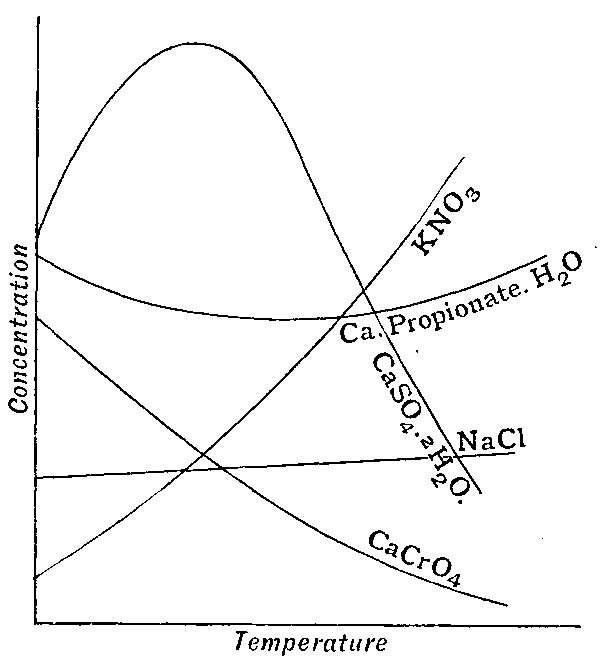 KNO3
Ca. Propionate. H2O
CaSO4.2H2O.
NaCl
CaCrO4
Concentration
Temperature